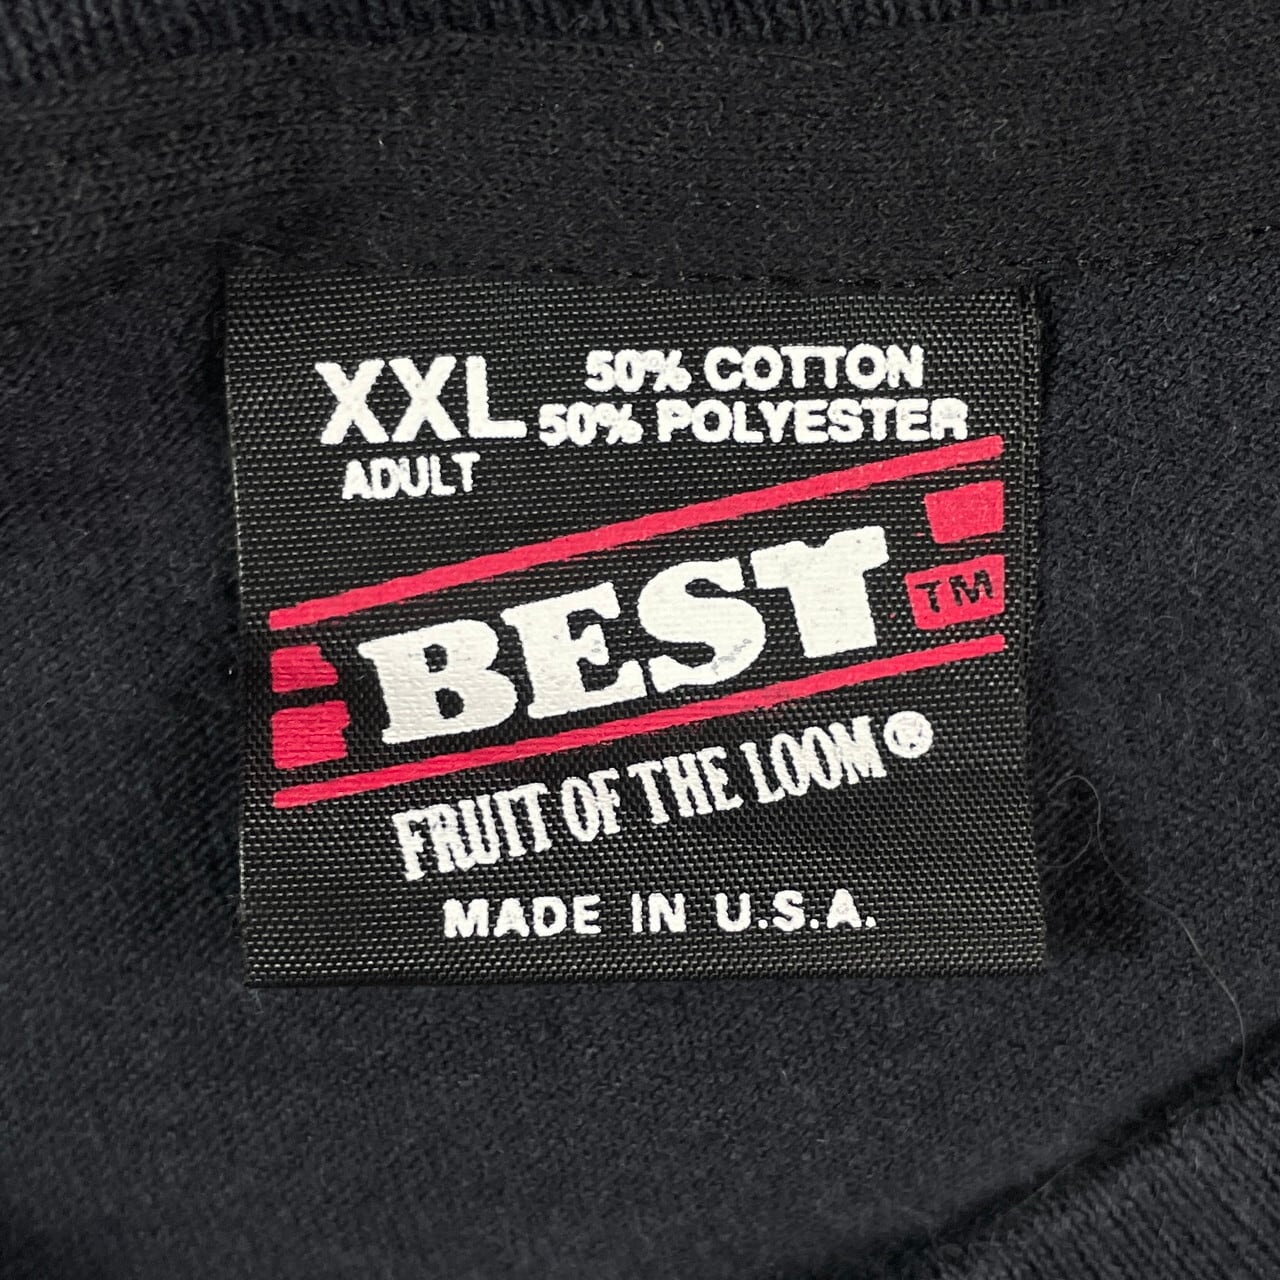 XXL
ADULT
50% COTTON
50% POLYESTER
BEST
TM
FRUIT OF THE LOOM®
MADE IN U.S.A.